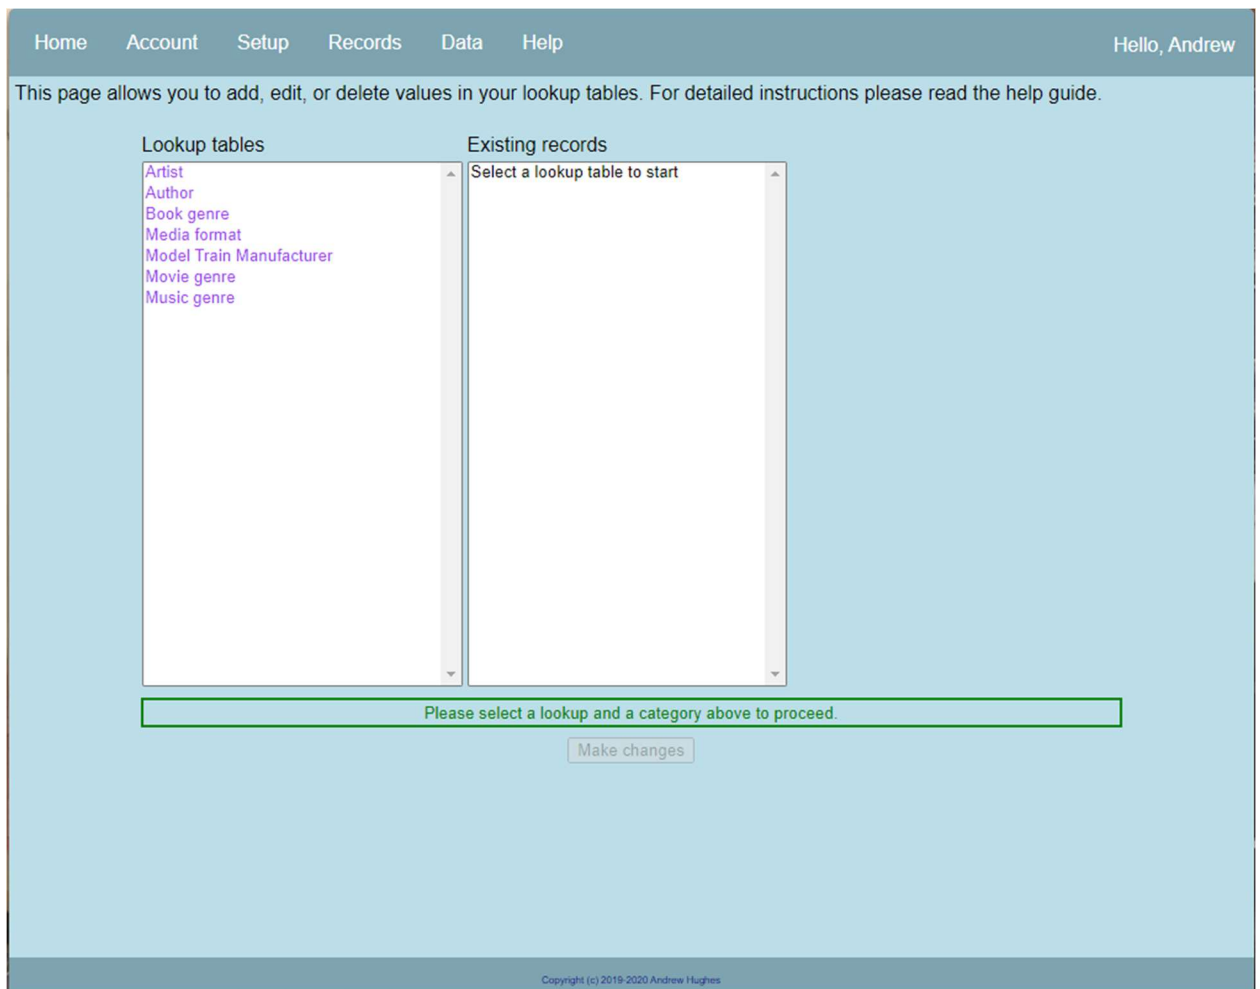 Home Account Setup Records Data Help Hello, Andrew
This page allows you to add, edit, or delete values in your lookup tables. For detailed instructions please read the help guide.
Lookup tables
Artist
Author
Book genre
Media format
Model Train Manufacturer
Movie genre
Music genre
Existing records
Select a lookup table to start
Please select a lookup and a category above to proceed.
Make changes
Copyright (c) 2019-2020 Andrew Hughes